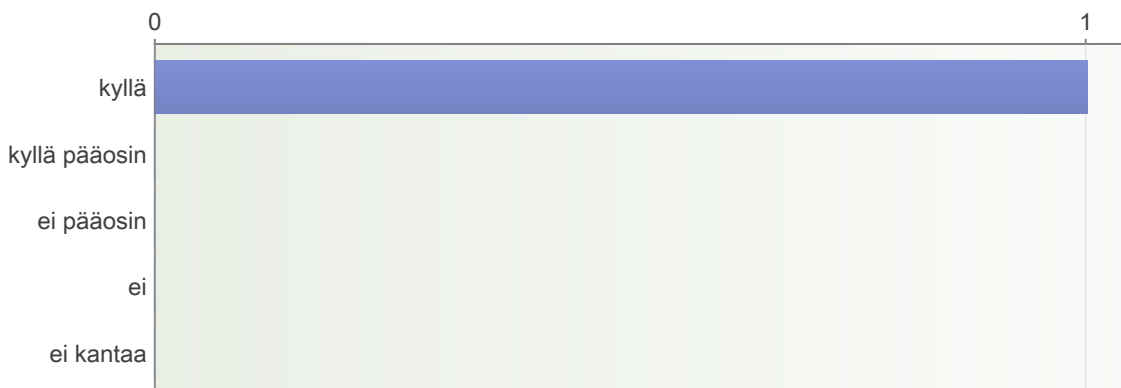 0 1
kyllä
kyllä pääosin
ei pääosin
ei
ei kantaa